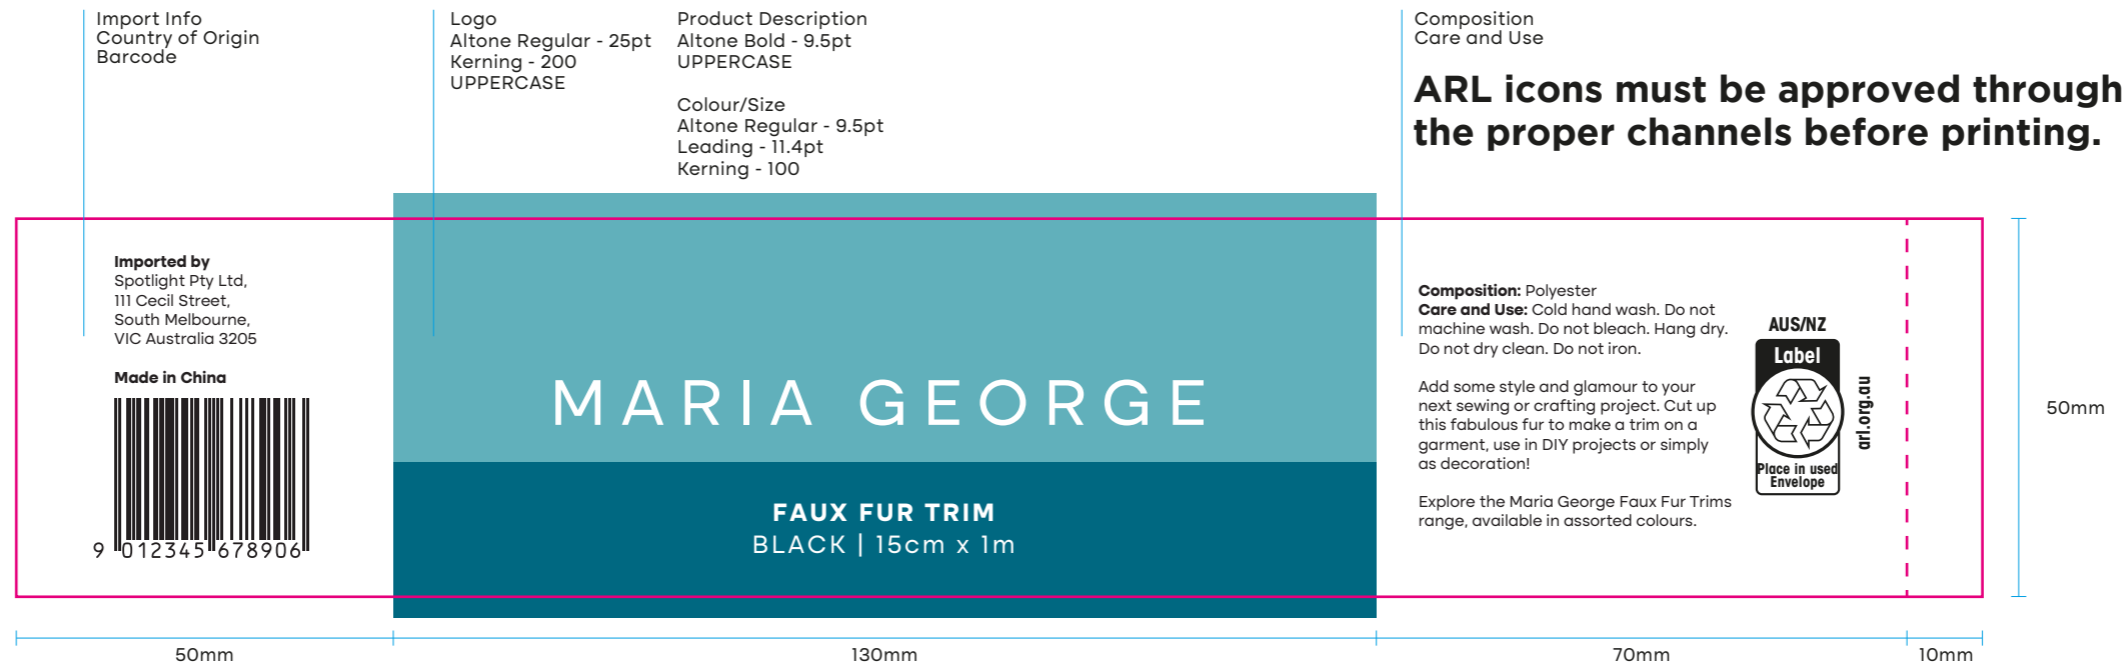 Import Info
Country of Origin
Barcode
Logo
Altone Regular - 25pt
Kerning - 200
UPPERCASE
Product Description
Altone Bold - 9.5pt
UPPERCASE
Colour/Size
Altone Regular - 9.5pt
Leading - 11.4pt
Kerning - 100
Composition
Care and Use
ARL icons must be approved through
the proper channels before printing.
Imported by
Spotlight Pty Ltd,
111 Cecil Street,
South Melbourne,
VIC Australia 3205
Made in China
9 012345 678906
MARIA GEORGE
FAUX FUR TRIM
BLACK | 15cm x 1m
Composition: Polyester
Care and Use: Cold hand wash. Do not
machine wash. Do not bleach. Hang dry.
Do not dry clean. Do not iron.
Add some style and glamour to your
next sewing or crafting project. Cut up
this fabulous fur to make a trim on a
garment, use in DIY projects or simply
as decoration!
Explore the Maria George Faux Fur Trims
range, available in assorted colours.
AUS/NZ
Label
Place in used
Envelope
arl.org.au
50mm
50mm
130mm
70mm
10mm